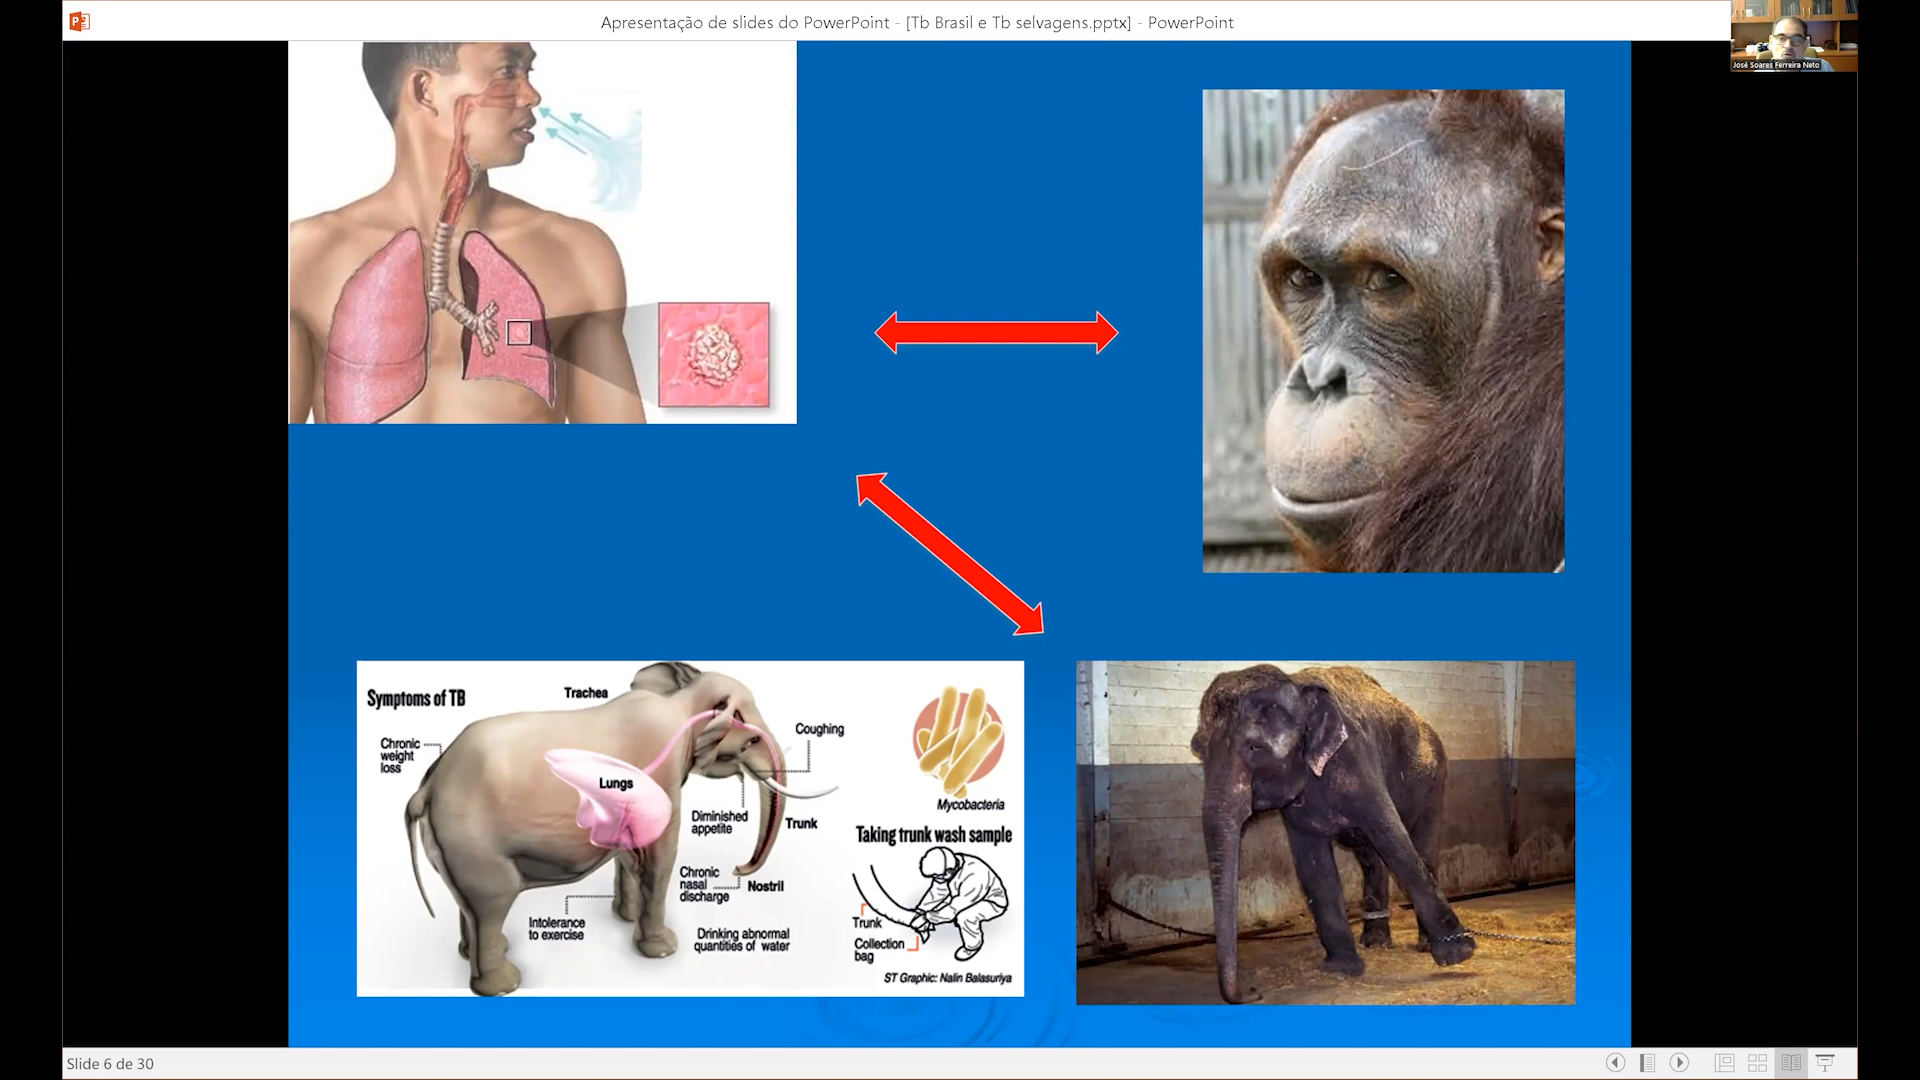 Apresentação de slides do PowerPoint - [Tb Brasil e Tb selvagens.pptx] - PowerPoint
José Soares Ferreira Neto
Symptoms of TB
Trachea
Coughing
Chronic
weight
loss
Lungs
Diminished
appetite
Trunk
Chronic
nasal
discharge
Nostril
Intolerance
to exercise
Drinking abnormal
quantities of water
Mycobacteria
Taking trunk wash sample
Trunk
Collection
bag
ST Graphic: Nalin Balasuriya
Slide 6 de 30